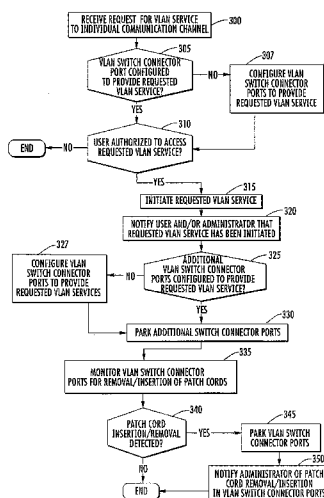 RECEIVE REQUEST FOR VLAN SERVICE
TO INDIVIDUAL COMMUNICATION CHANNEL
300
305
VLAN SWITCH CONNECTOR
PORT CONFIGURED
TO PROVIDE REQUESTED
VLAN SERVICE?
NO
307
CONFIGURE VLAN
SWITCH CONNECTOR
PORTS TO PROVIDE
REQUESTED VLAN SERVICE
YES
310
USER AUTHORIZED TO ACCESS
REQUESTED VLAN SERVICE?
NO
END
YES
315
INITIATE REQUESTED VLAN SERVICE
320
NOTIFY USER AND/OR ADMINISTRATOR THAT
REQUESTED VLAN SERVICE HAS BEEN INITIATED
325
ADDITIONAL
VLAN SWITCH CONNECTOR
PORTS CONFIGURED TO PROVIDE
REQUESTED VLAN SERVICE?
NO
327
CONFIGURE VLAN
SWITCH CONNECTOR
PORTS TO PROVIDE
REQUESTED VLAN SERVICES
YES
330
PARK ADDITIONAL SWITCH CONNECTOR PORTS
335
MONITOR VLAN SWITCH CONNECTOR
PORTS FOR REMOVAL/INSERTION OF PATCH CORDS
340
PATCH CORD
INSERTION/REMOVAL
DETECTED?
YES
345
PARK VLAN SWITCH
CONNECTOR PORTS
350
NOTIFY ADMINISTRATOR OF PATCH
CORD REMOVAL/INSERTION
IN VLAN SWITCH CONNECTOR PORTS
NO
END